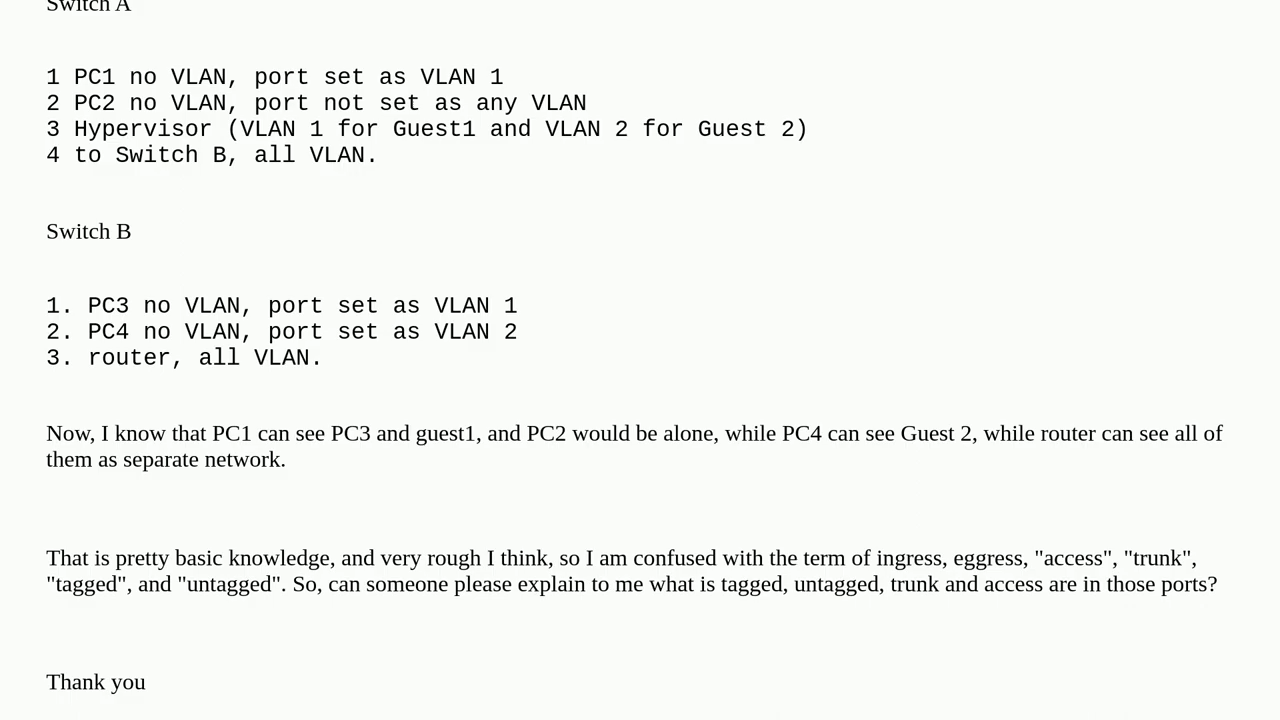 Switch A
1 PC1 no VLAN, port set as VLAN 1
2 PC2 no VLAN, port not set as any VLAN
3 Hypervisor (VLAN 1 for Guest1 and VLAN 2 for Guest 2)
4 to Switch B, all VLAN.
Switch B
1. PC3 no VLAN, port set as VLAN 1
2. PC4 no VLAN, port set as VLAN 2
3. router, all VLAN.
Now, I know that PC1 can see PC3 and guest1, and PC2 would be alone, while PC4 can see Guest 2, while router can see all of
them as separate network.
That is pretty basic knowledge, and very rough I think, so I am confused with the term of ingress, eggress, "access", "trunk",
"tagged", and "untagged". So, can someone please explain to me what is tagged, untagged, trunk and access are in those ports?
Thank you